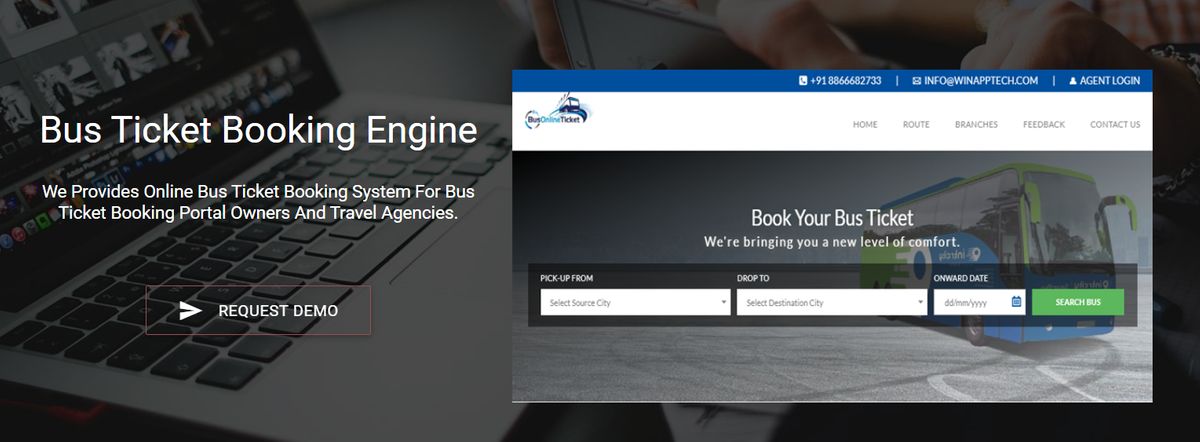 Bus Ticket Booking Engine
We Provides Online Bus Ticket Booking System For Bus
Ticket Booking Portal Owners And Travel Agencies.
REQUEST DEMO
+91 8866682733 | INFO@WINAPPTECH.COM | AGENT LOGIN
BusOnlineTicket
HOME ROUTE BRANCHES FEEDBACK CONTACT US
Book Your Bus Ticket
We're bringing you a new level of comfort.
PICK-UP FROM DROP TO ONWARD DATE
Select Source City Select Destination City dd/mm/yyyy SEARCH BUS